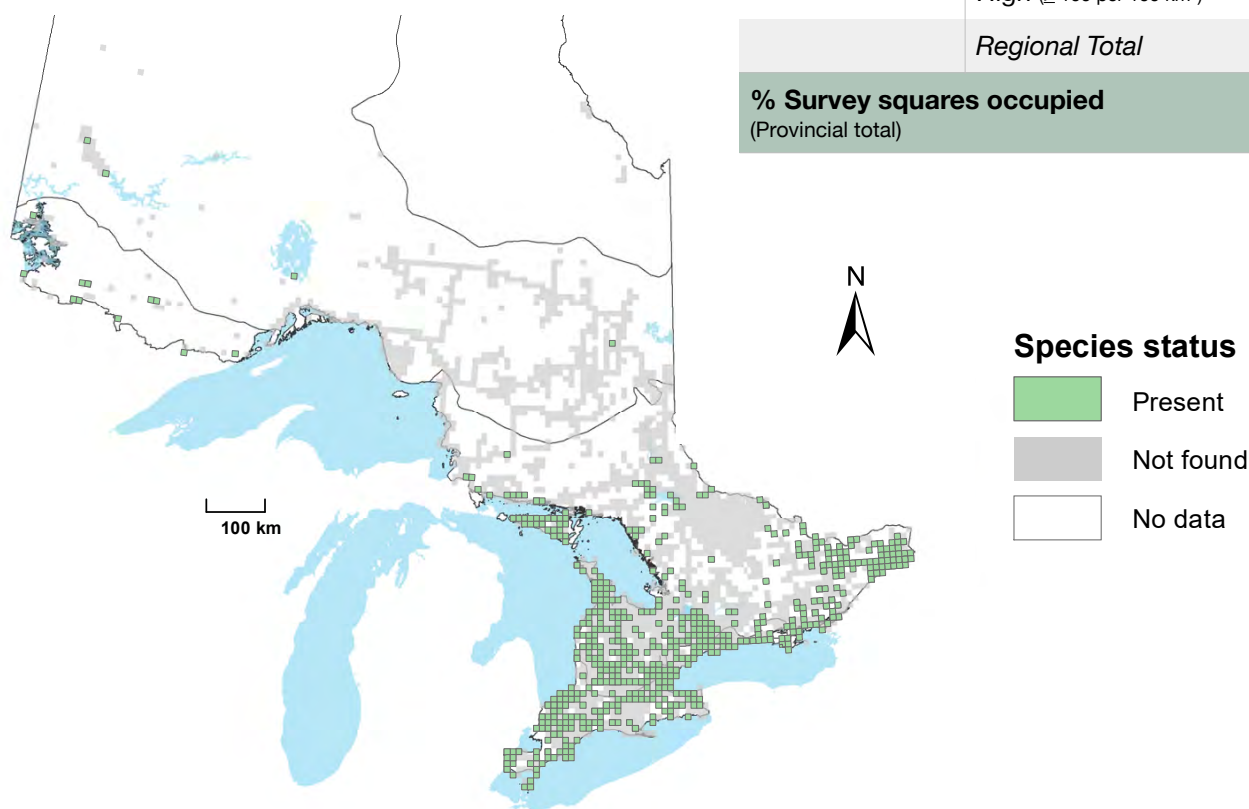 Regional Total
% Survey squares occupied
(Provincial total)
N
Species status
Present
Not found
No data
100 km